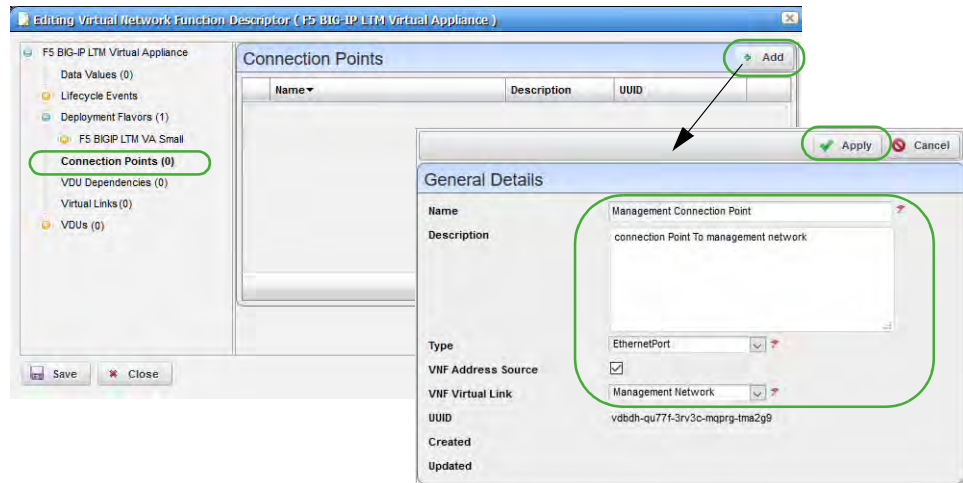 Editing Virtual Network Function Descriptor ( F5 BIG-IP LTM Virtual Appliance )
F5 BIG-IP LTM Virtual Appliance
Data Values (0)
Lifecycle Events
Deployment Flavors (1)
F5 BIGIP LTM VA Small
Connection Points (0)
VDU Dependencies (0)
Virtual Links(0)
VDUs (0)
Connection Points
Add
Name Description UUID
Save Close
Apply Cancel
General Details
Name Management Connection Point
Description connection Point To management network
Type EthernetPort
VNF Address Source
VNF Virtual Link Management Network
UUID vdbdh-qu77f-3rv3c-mqprg-tma2g9
Created
Updated